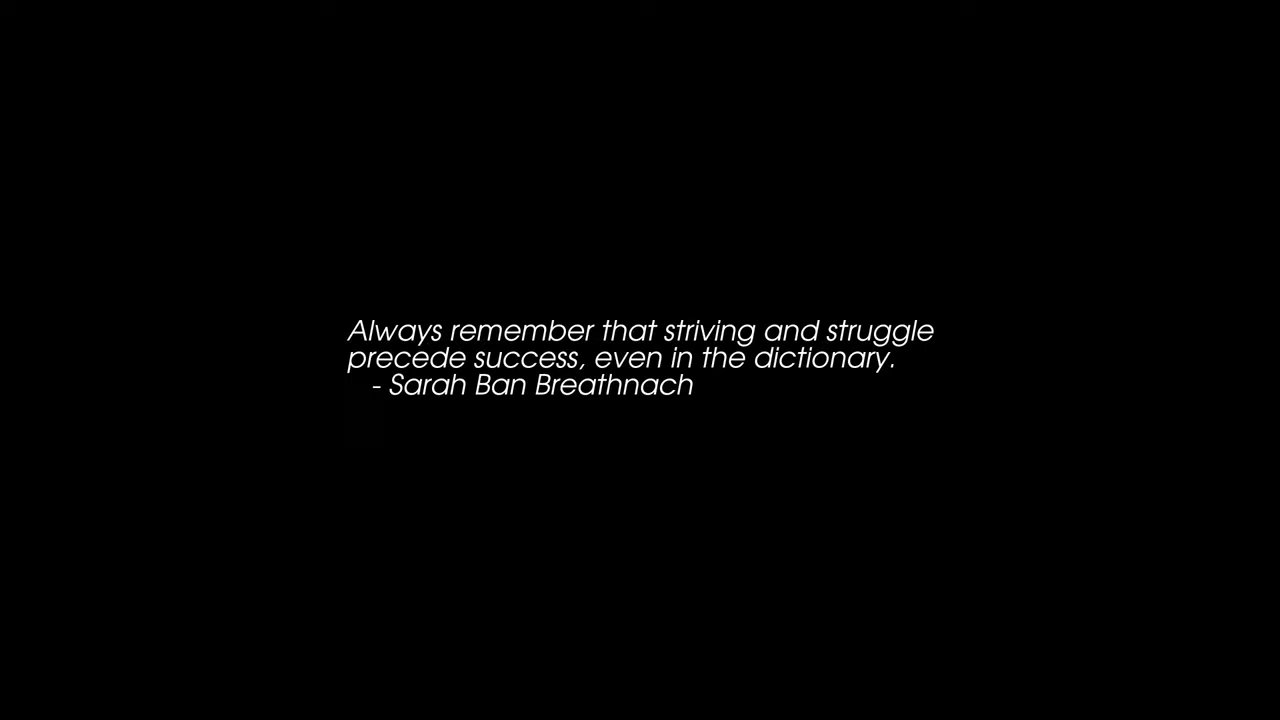 Always remember that striving and struggle
precede success, even in the dictionary.
- Sarah Ban Breathnach